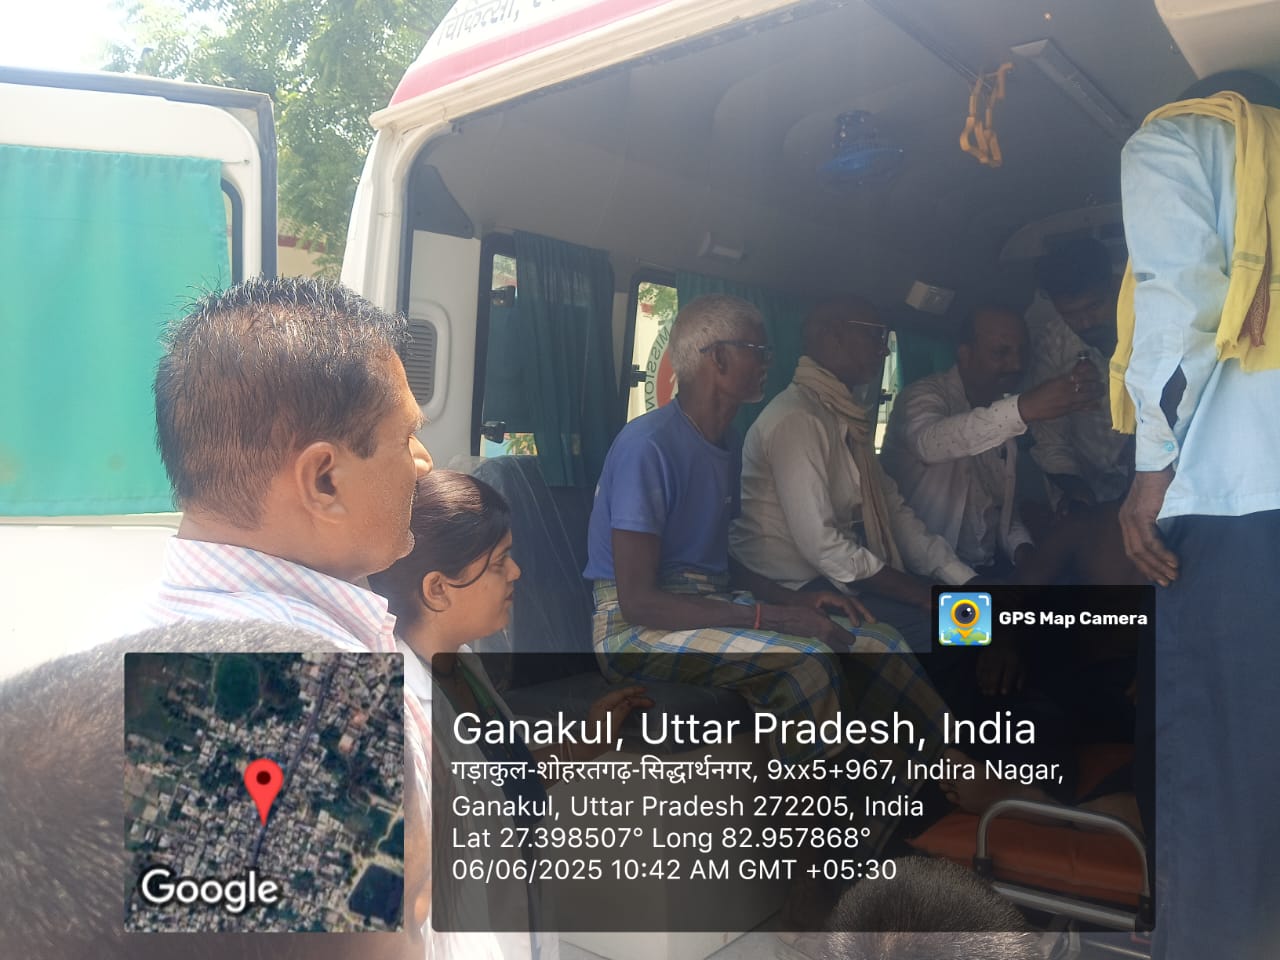 चिकित्सा,
MISSION
GPS Map Camera
Ganakul, Uttar Pradesh, India
गड़ाकुल-शोहरतगढ़-सिद्धार्थनगर, 9xx5+967, Indira Nagar,
Ganakul, Uttar Pradesh 272205, India
Lat 27.398507° Long 82.957868°
06/06/2025 10:42 AM GMT +05:30
Google